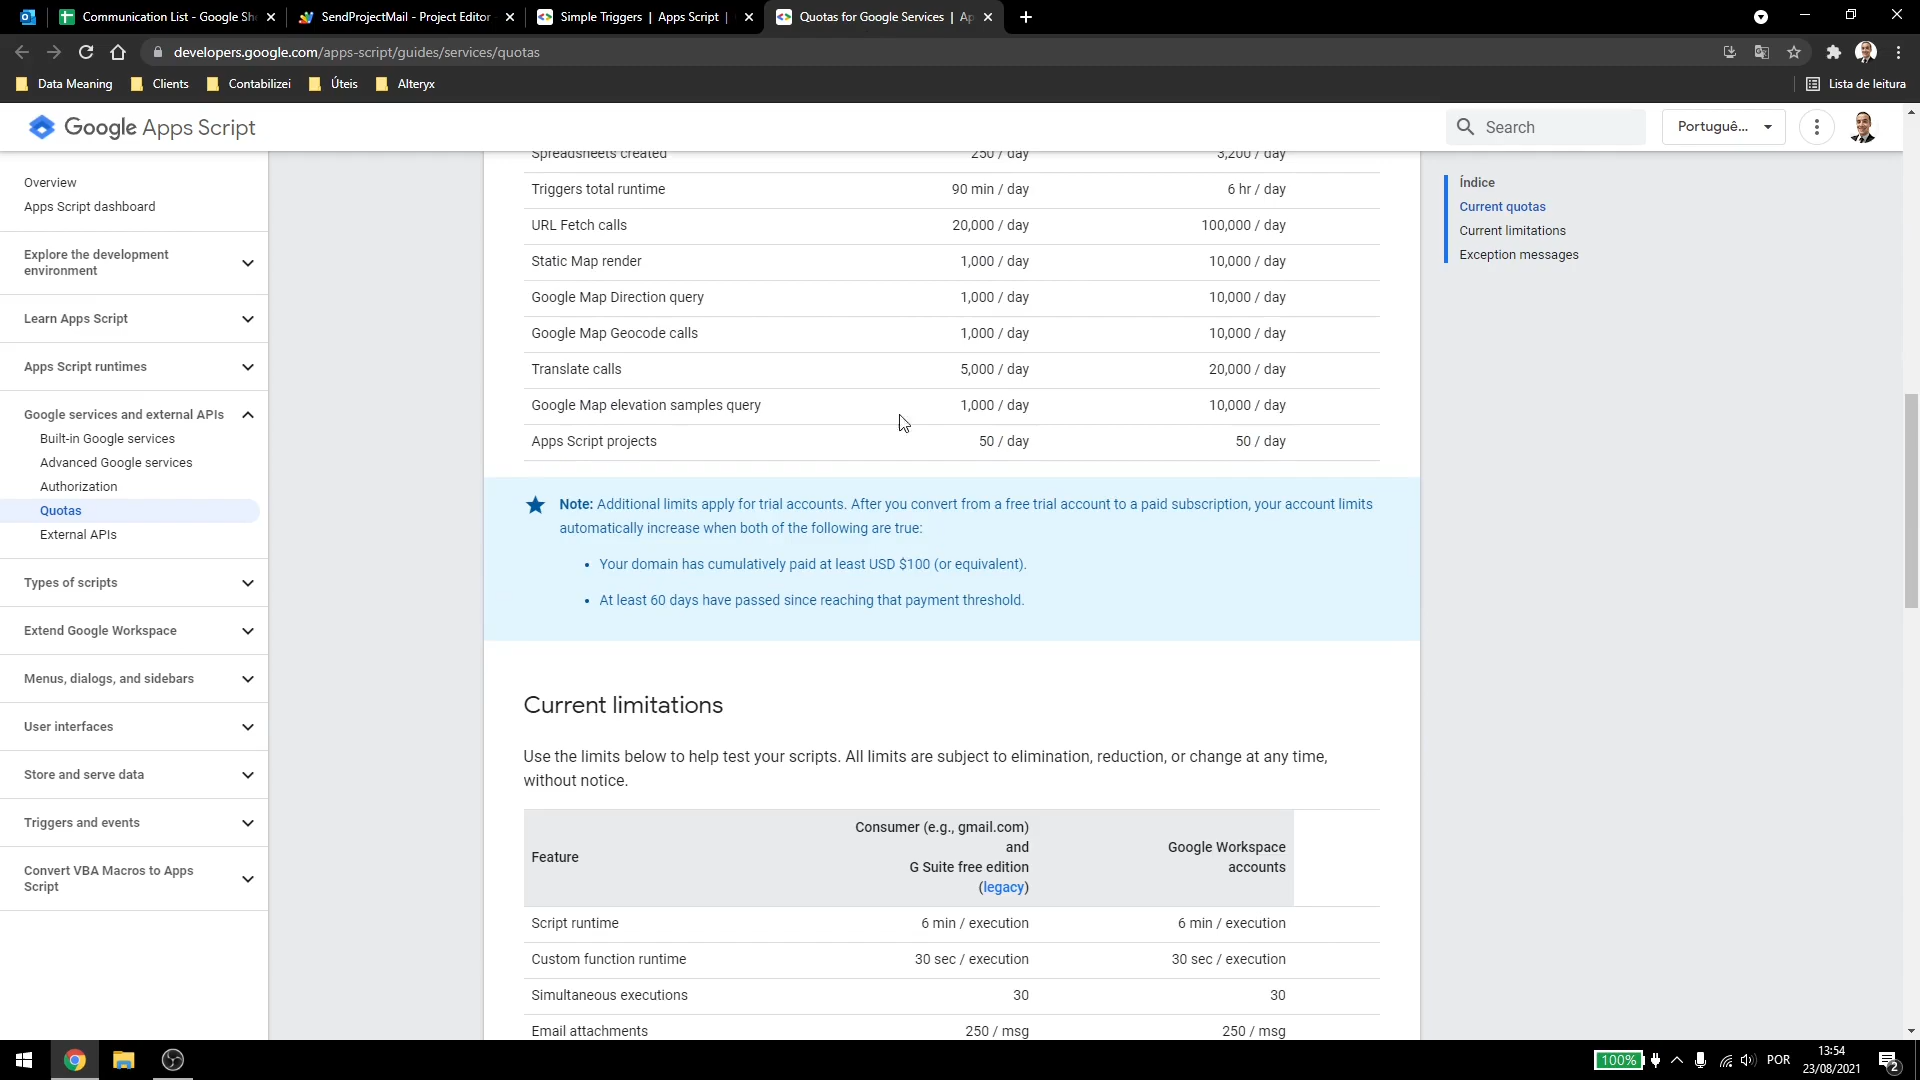 Communication List - Google She
SendProjectMail - Project Editor
Simple Triggers | Apps Script |
Quotas for Google Services | Ap
developers.google.com/apps-script/guides/services/quotas
Data Meaning
Clients
Contabilizei
Úteis
Alteryx
Lista de leitura
Google Apps Script
Search
Portuguê...
Overview
Apps Script dashboard
Explore the development
environment
Learn Apps Script
Apps Script runtimes
Google services and external APIs
Built-in Google services
Advanced Google services
Authorization
Quotas
External APIs
Types of scripts
Extend Google Workspace
Menus, dialogs, and sidebars
User interfaces
Store and serve data
Triggers and events
Convert VBA Macros to Apps
Script
Spreadsheets created 250 / day 3,200 / day
Triggers total runtime 90 min / day 6 hr / day
URL Fetch calls 20,000 / day 100,000 / day
Static Map render 1,000 / day 10,000 / day
Google Map Direction query 1,000 / day 10,000 / day
Google Map Geocode calls 1,000 / day 10,000 / day
Translate calls 5,000 / day 20,000 / day
Google Map elevation samples query 1,000 / day 10,000 / day
Apps Script projects 50 / day 50 / day
Note: Additional limits apply for trial accounts. After you convert from a free trial account to a paid subscription, your account limits
automatically increase when both of the following are true:
• Your domain has cumulatively paid at least USD $100 (or equivalent).
• At least 60 days have passed since reaching that payment threshold.
Current limitations
Use the limits below to help test your scripts. All limits are subject to elimination, reduction, or change at any time,
without notice.
Feature
Consumer (e.g., gmail.com)
and
G Suite free edition
(legacy)
Google Workspace
accounts
Script runtime 6 min / execution 6 min / execution
Custom function runtime 30 sec / execution 30 sec / execution
Simultaneous executions 30 30
Email attachments 250 / msg 250 / msg
Índice
Current quotas
Current limitations
Exception messages
100%
POR
13:54
23/08/2021
2